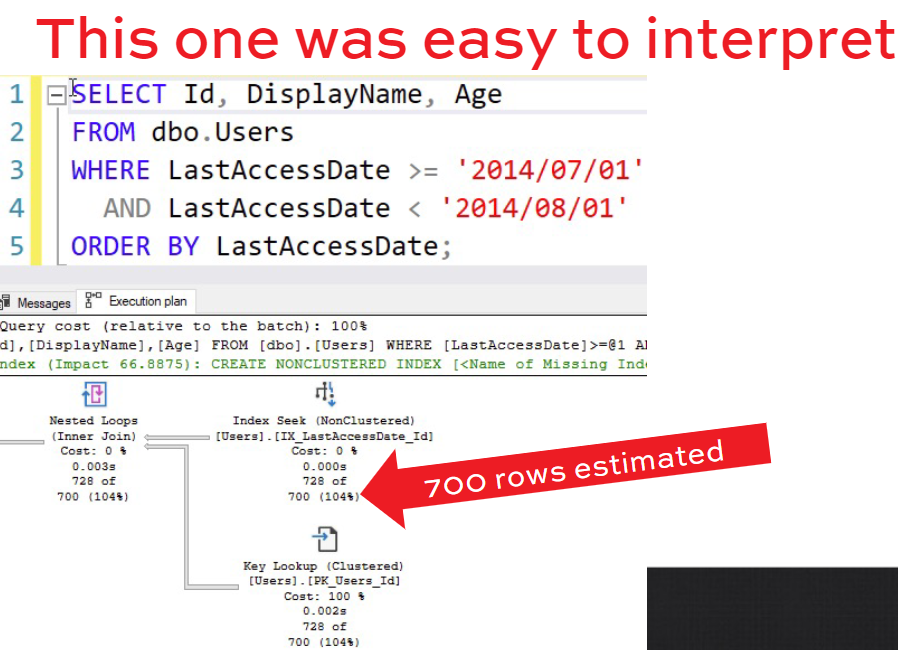 This one was easy to interpret
1 SELECT Id, DisplayName, Age
2 FROM dbo.Users
3 WHERE LastAccessDate >= '2014/07/01'
4 AND LastAccessDate < '2014/08/01'
5 ORDER BY LastAccessDate;
Messages Execution plan
Query cost (relative to the batch): 100%
d],[DisplayName],[Age] FROM [dbo].[Users] WHERE [LastAccessDate]>=@1 A
ndex (Impact 66.8875): CREATE NONCLUSTERED INDEX [<Name of Missing Inde
Nested Loops
(Inner Join)
Cost: 0 %
0.003s
728 of
700 (104%)
Index Seek (NonClustered)
[Users].[IX_LastAccessDate_Id]
Cost: 0 %
0.000s
728 of
700 (104%)
700 rows estimated
Key Lookup (Clustered)
[Users].[PK_Users_Id]
Cost: 100 %
0.002s
728 of
700 (104%)